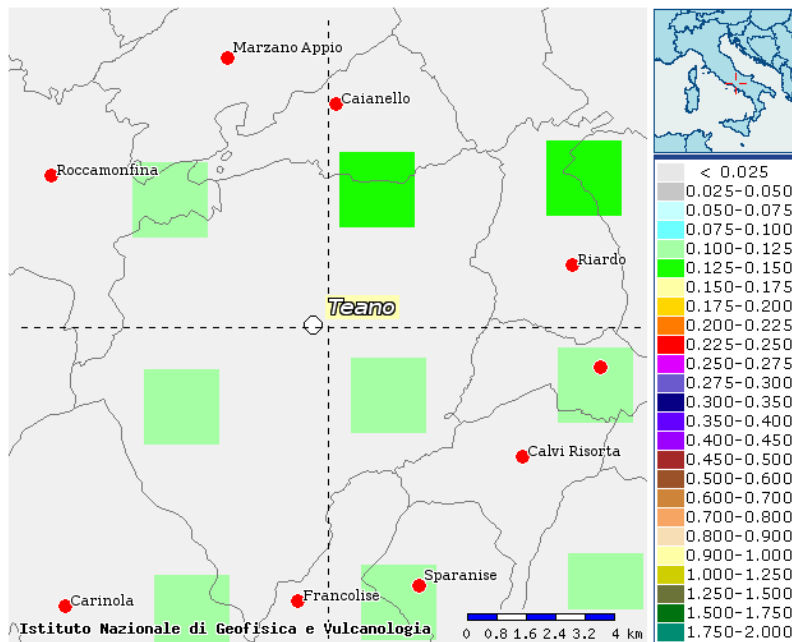 Marzano Appio
Caianello
Roccamonfina
Riardo
Teano
Calvi Risorta
Sparanise
Francolise
Carinola
Istituto Nazionale di Geofisica e Vulcanologia
0 0.8 1.6 2.4 3.2 4 km
< 0.025
0.025-0.050
0.050-0.075
0.075-0.100
0.100-0.125
0.125-0.150
0.150-0.175
0.175-0.200
0.200-0.225
0.225-0.250
0.250-0.275
0.275-0.300
0.300-0.350
0.350-0.400
0.400-0.450
0.450-0.500
0.500-0.600
0.600-0.700
0.700-0.800
0.800-0.900
0.900-1.000
1.000-1.250
1.250-1.500
1.500-1.750
1.750-2.000